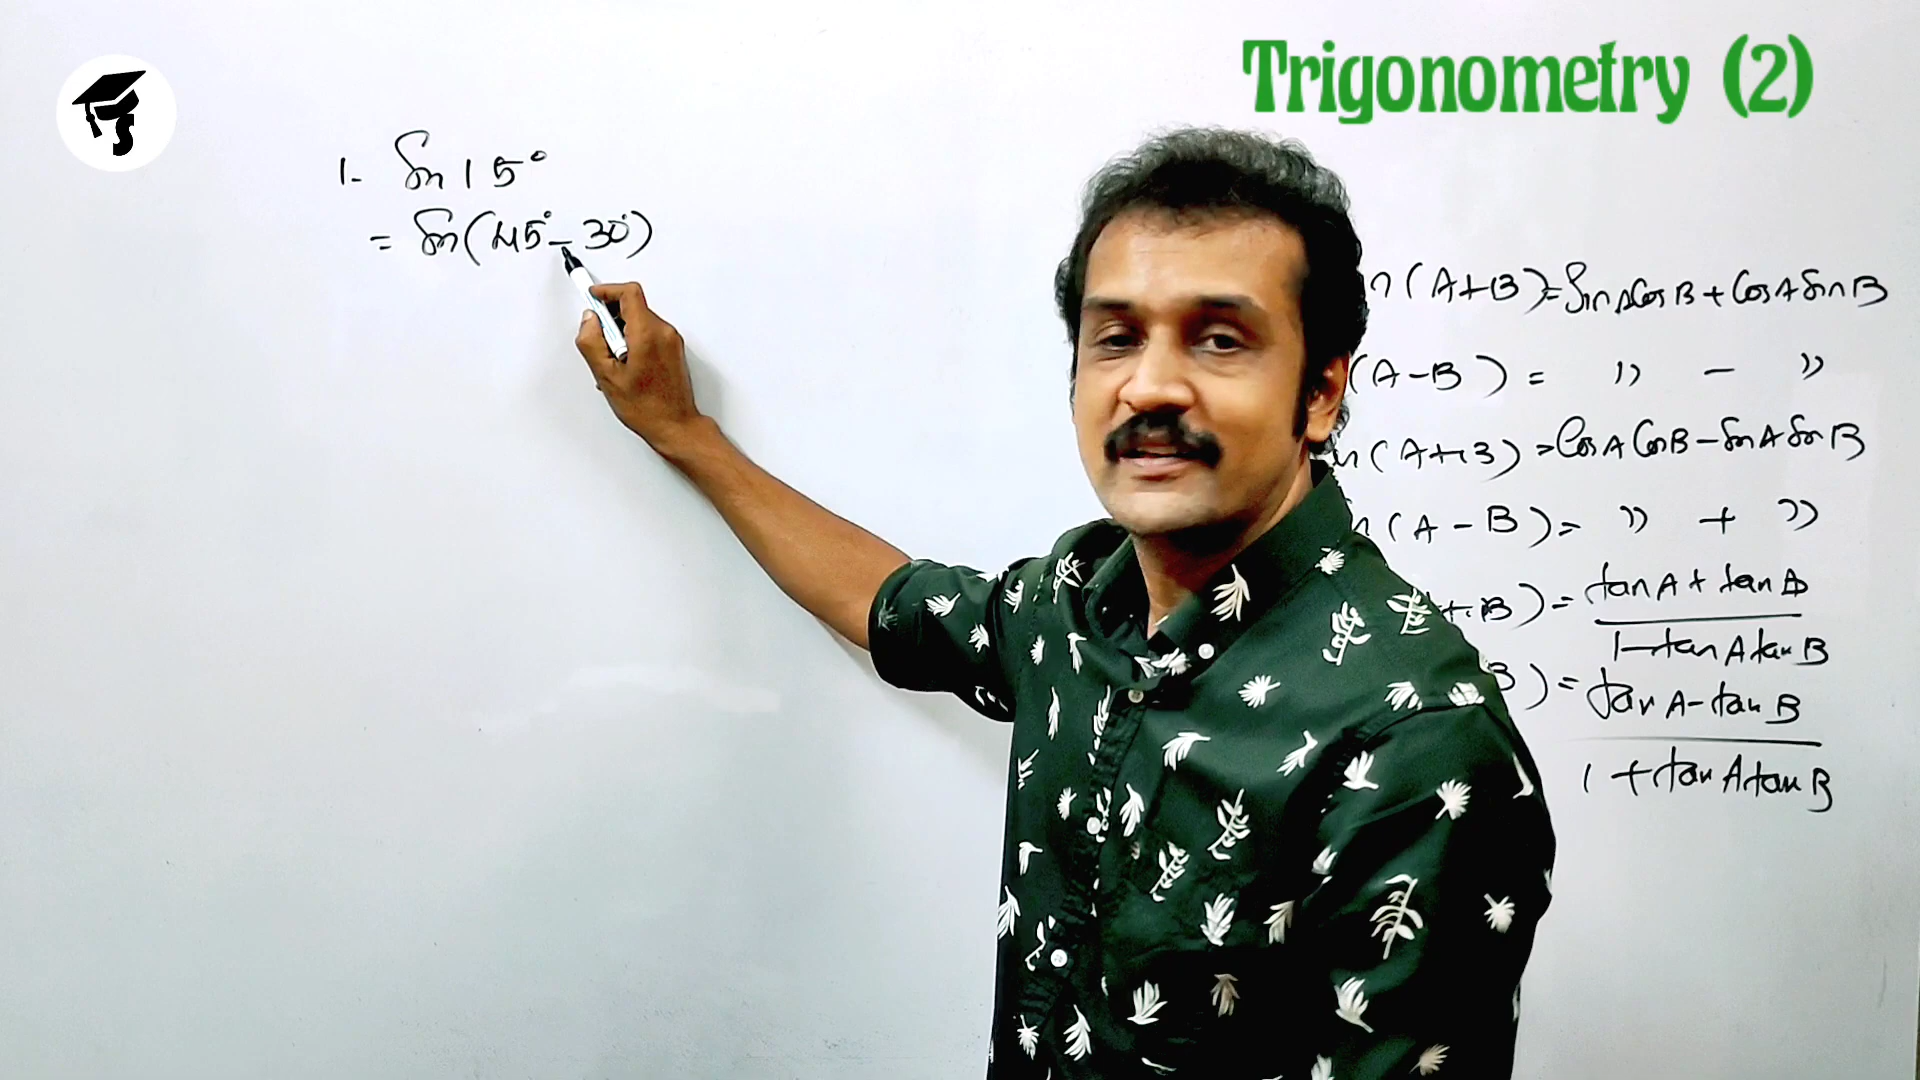 Trigonometry (2)
1. Sin 15°
= Sin (45° - 30°)
n (A+B) = Sin A Cos B + Cos A Sin B
(A-B) = " - "
(A+B) = Cos A Cos B - Sin A Sin B
(A-B) = " + "
+B) = tan A + tan B
1 - tan A tan B
B) = tan A - tan B
1 + tan A tan B